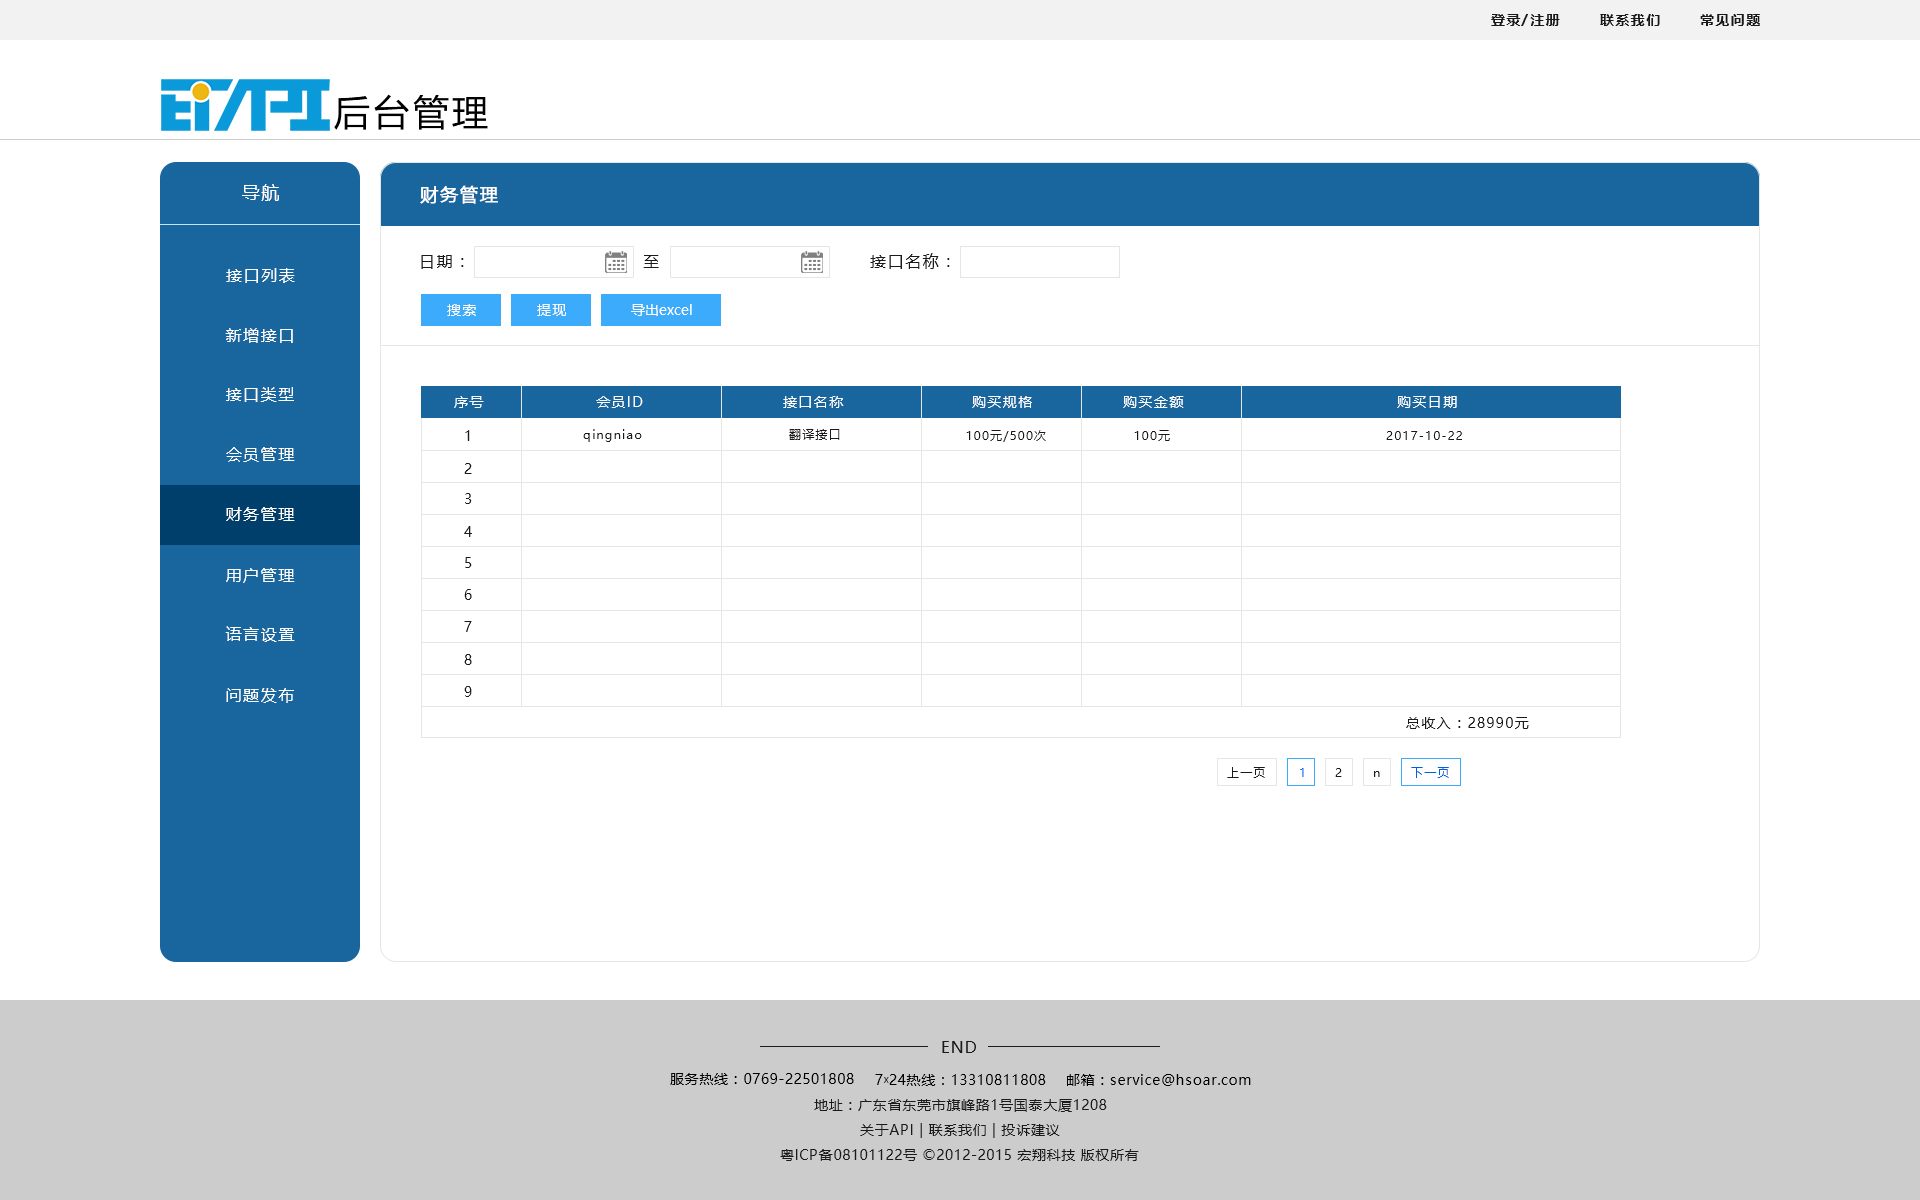 登录/注册 联系我们 常见问题
EiAPI后台管理
导航
接口列表
新增接口
接口类型
会员管理
财务管理
用户管理
语言设置
问题发布
财务管理
日期： 至 接口名称：
搜索 提现 导出excel
序号 会员ID 接口名称 购买规格 购买金额 购买日期
1 qingniao 翻译接口 100元/500次 100元 2017-10-22
2
3
4
5
6
7
8
9
总收入：28990元
上一页 1 2 n 下一页
END
服务热线：0769-22501808 7x24热线：13310811808 邮箱：service@hsoar.com
地址：广东省东莞市旗峰路1号国泰大厦1208
关于API | 联系我们 | 投诉建议
粤ICP备08101122号 ©2012-2015 宏翔科技 版权所有